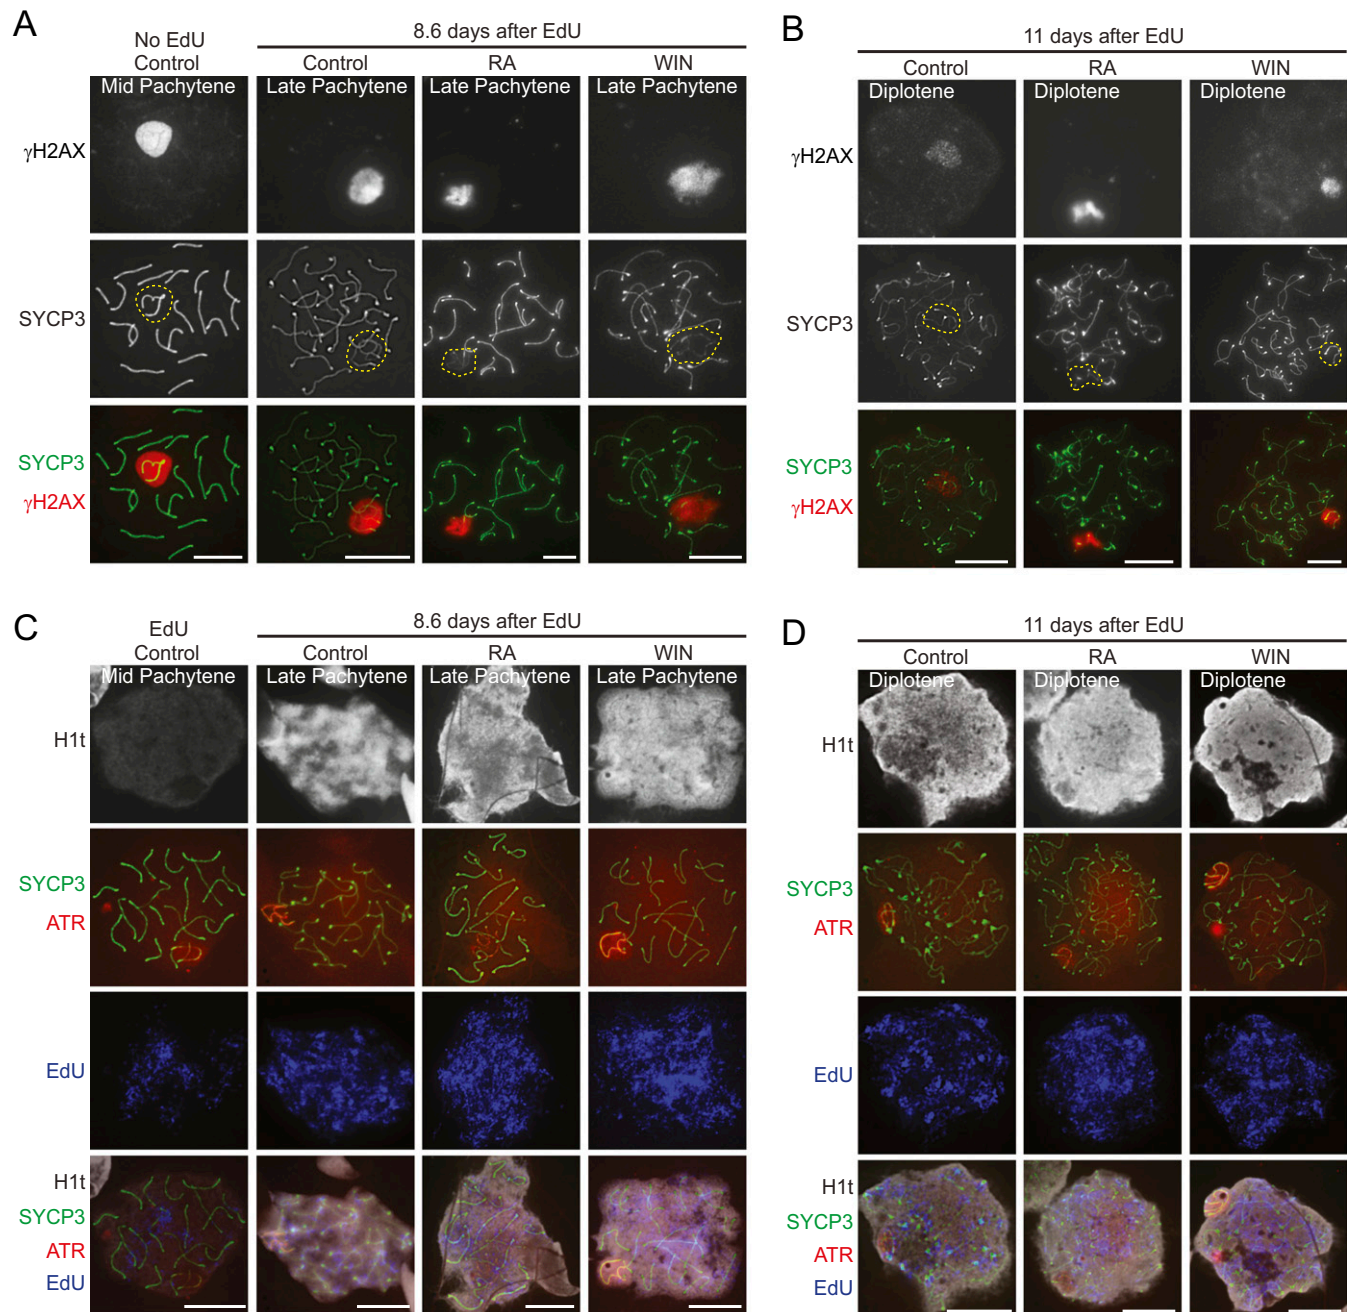 A
No EdU
Control
8.6 days after EdU
Control
RA
WIN
Mid Pachytene
Late Pachytene
Late Pachytene
Late Pachytene
γH2AX
SYCP3
SYCP3
γH2AX
B
11 days after EdU
Control
RA
WIN
Diplotene
Diplotene
Diplotene
γH2AX
SYCP3
SYCP3
γH2AX
C
EdU
Control
8.6 days after EdU
Control
RA
WIN
Mid Pachytene
Late Pachytene
Late Pachytene
Late Pachytene
H1t
SYCP3
ATR
EdU
H1t
SYCP3
ATR
EdU
D
11 days after EdU
Control
RA
WIN
Diplotene
Diplotene
Diplotene
H1t
SYCP3
ATR
EdU
H1t
SYCP3
ATR
EdU